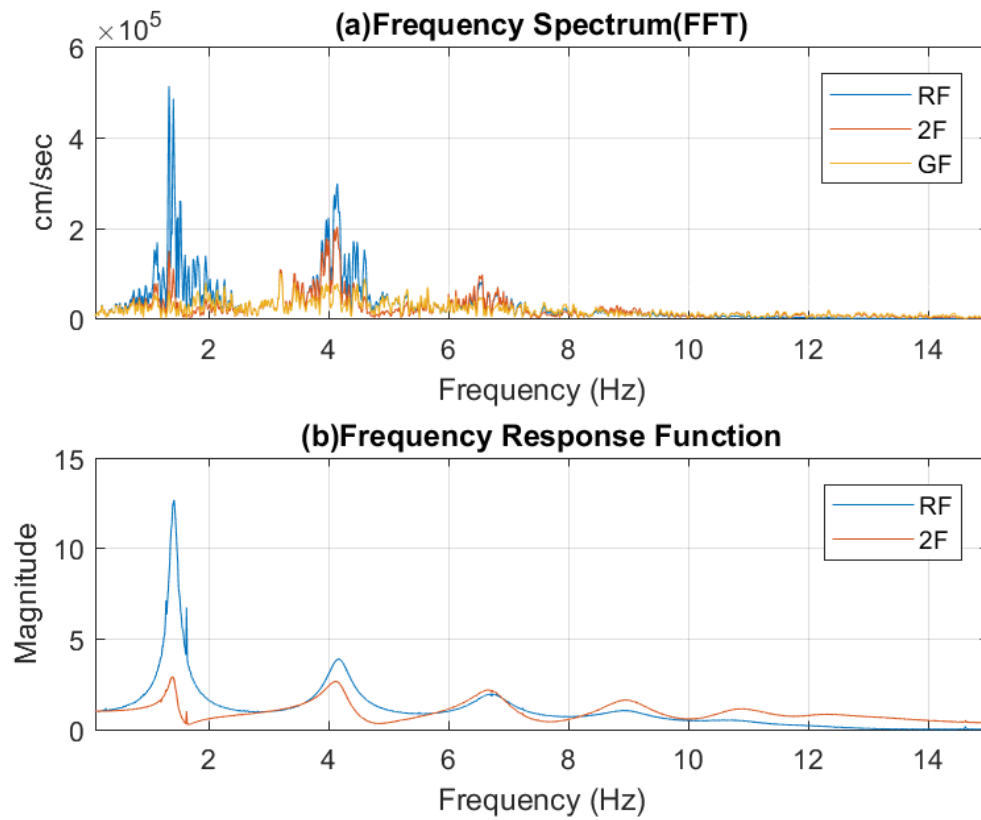 (a)Frequency Spectrum(FFT)
×10⁵
6
4
2
0
cm/sec
RF
2F
GF
2 4 6 8 10 12 14
Frequency (Hz)
(b)Frequency Response Function
15
10
5
0
Magnitude
RF
2F
2 4 6 8 10 12 14
Frequency (Hz)